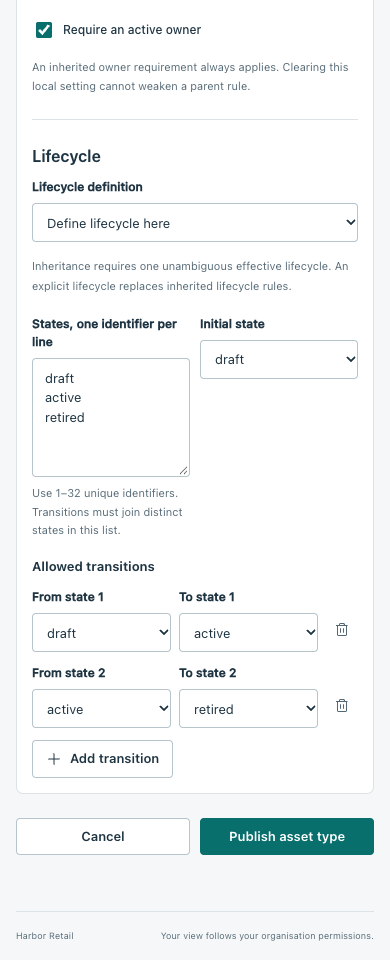 Require an active owner
An inherited owner requirement always applies. Clearing this
local setting cannot weaken a parent rule.
Lifecycle
Lifecycle definition
Define lifecycle here
Inheritance requires one unambiguous effective lifecycle. An
explicit lifecycle replaces inherited lifecycle rules.
States, one identifier per
line
Initial state
draft
draft
active
retired
Use 1–32 unique identifiers.
Transitions must join distinct
states in this list.
Allowed transitions
From state 1 To state 1
draft active
From state 2 To state 2
active retired
Add transition
Cancel Publish asset type
Harbor Retail Your view follows your organisation permissions.